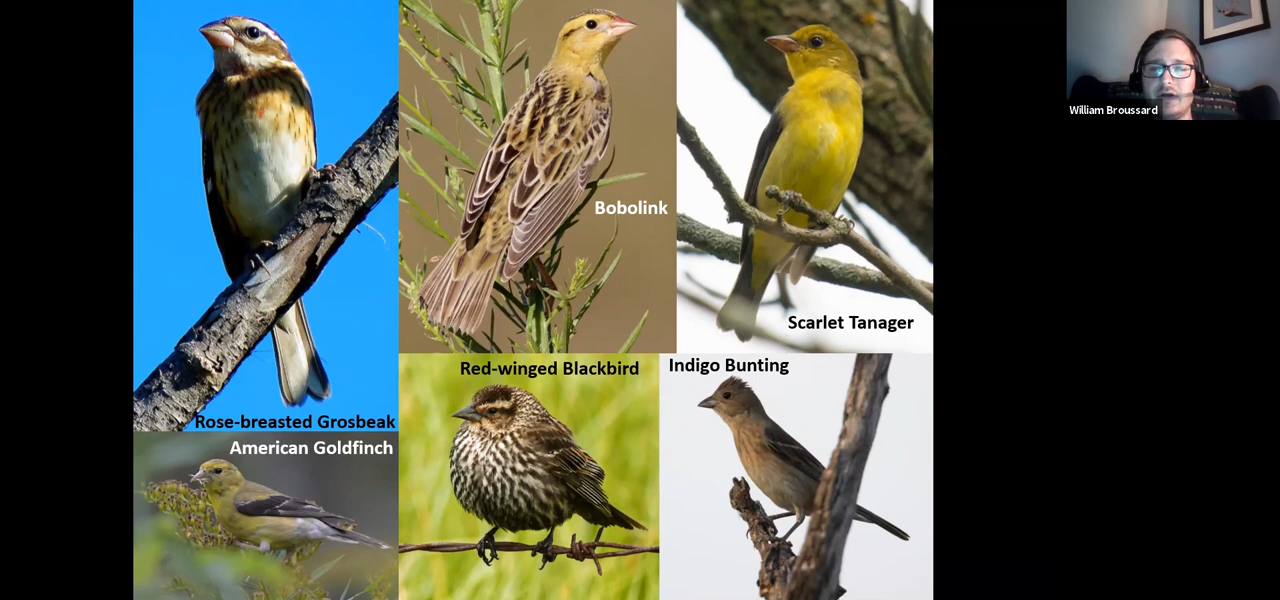 William Broussard
Bobolink
Scarlet Tanager
Red-winged Blackbird
Indigo Bunting
Rose-breasted Grosbeak
American Goldfinch